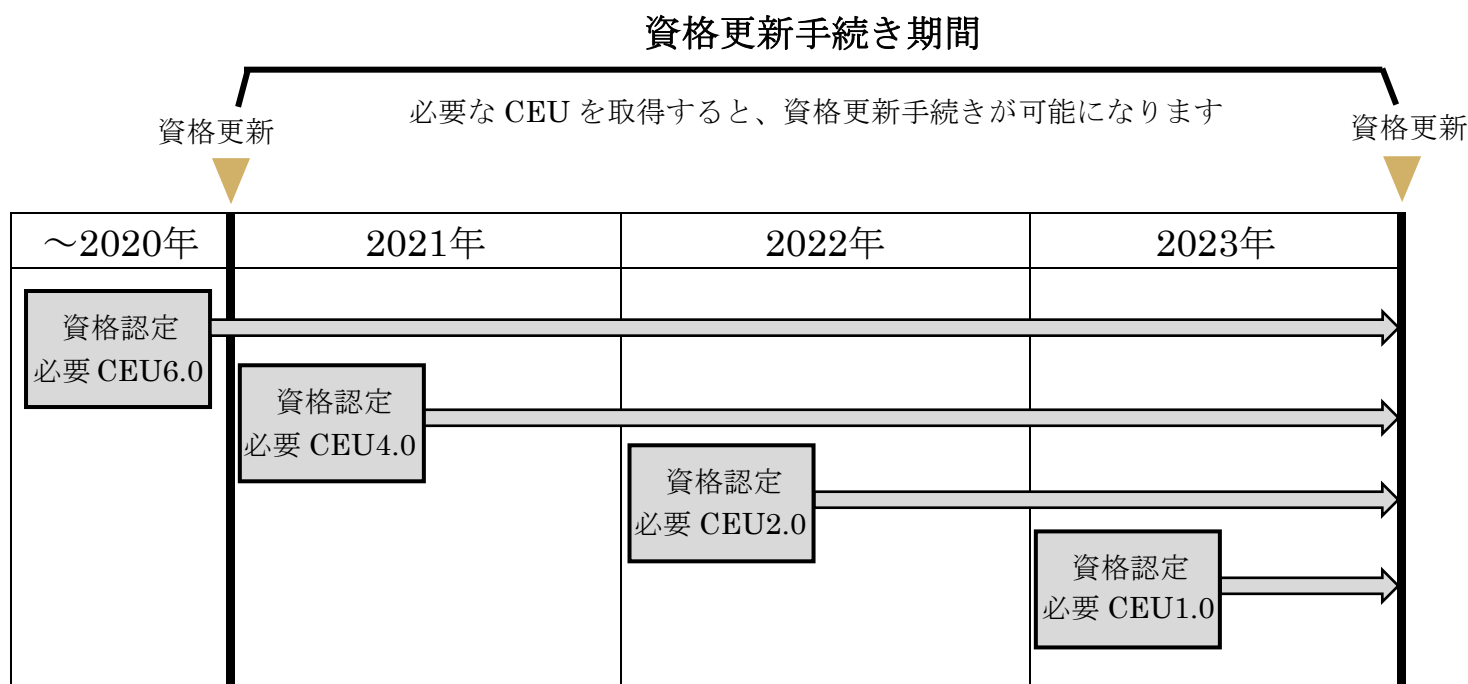 資格更新手続き期間
必要な CEU を取得すると、資格更新手続きが可能になります
資格更新
資格更新
～2020年
2021年
2022年
2023年
資格認定
必要 CEU6.0
資格認定
必要 CEU4.0
資格認定
必要 CEU2.0
資格認定
必要 CEU1.0